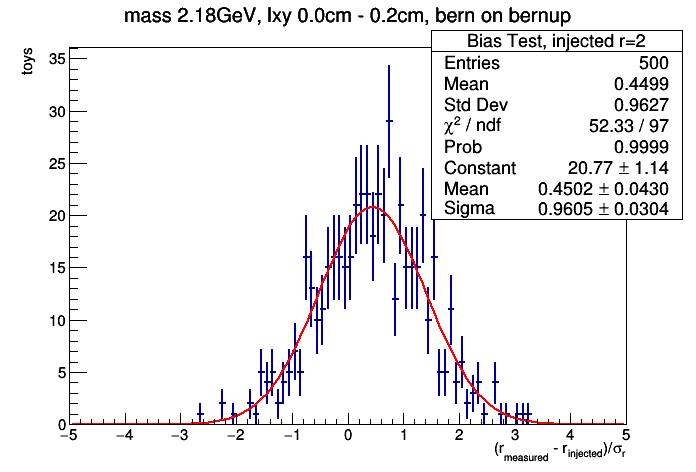 mass 2.18GeV, lxy 0.0cm - 0.2cm, bern on bernup
Bias Test, injected r=2
Entries 500
Mean 0.4499
Std Dev 0.9627
χ² / ndf 52.33 / 97
Prob 0.9999
Constant 20.77 ± 1.14
Mean 0.4502 ± 0.0430
Sigma 0.9605 ± 0.0304
toys
35
30
25
20
15
10
5
0
−5 −4 −3 −2 −1 0 1 2 3 4 5
(r_measured - r_injected)/σ_r